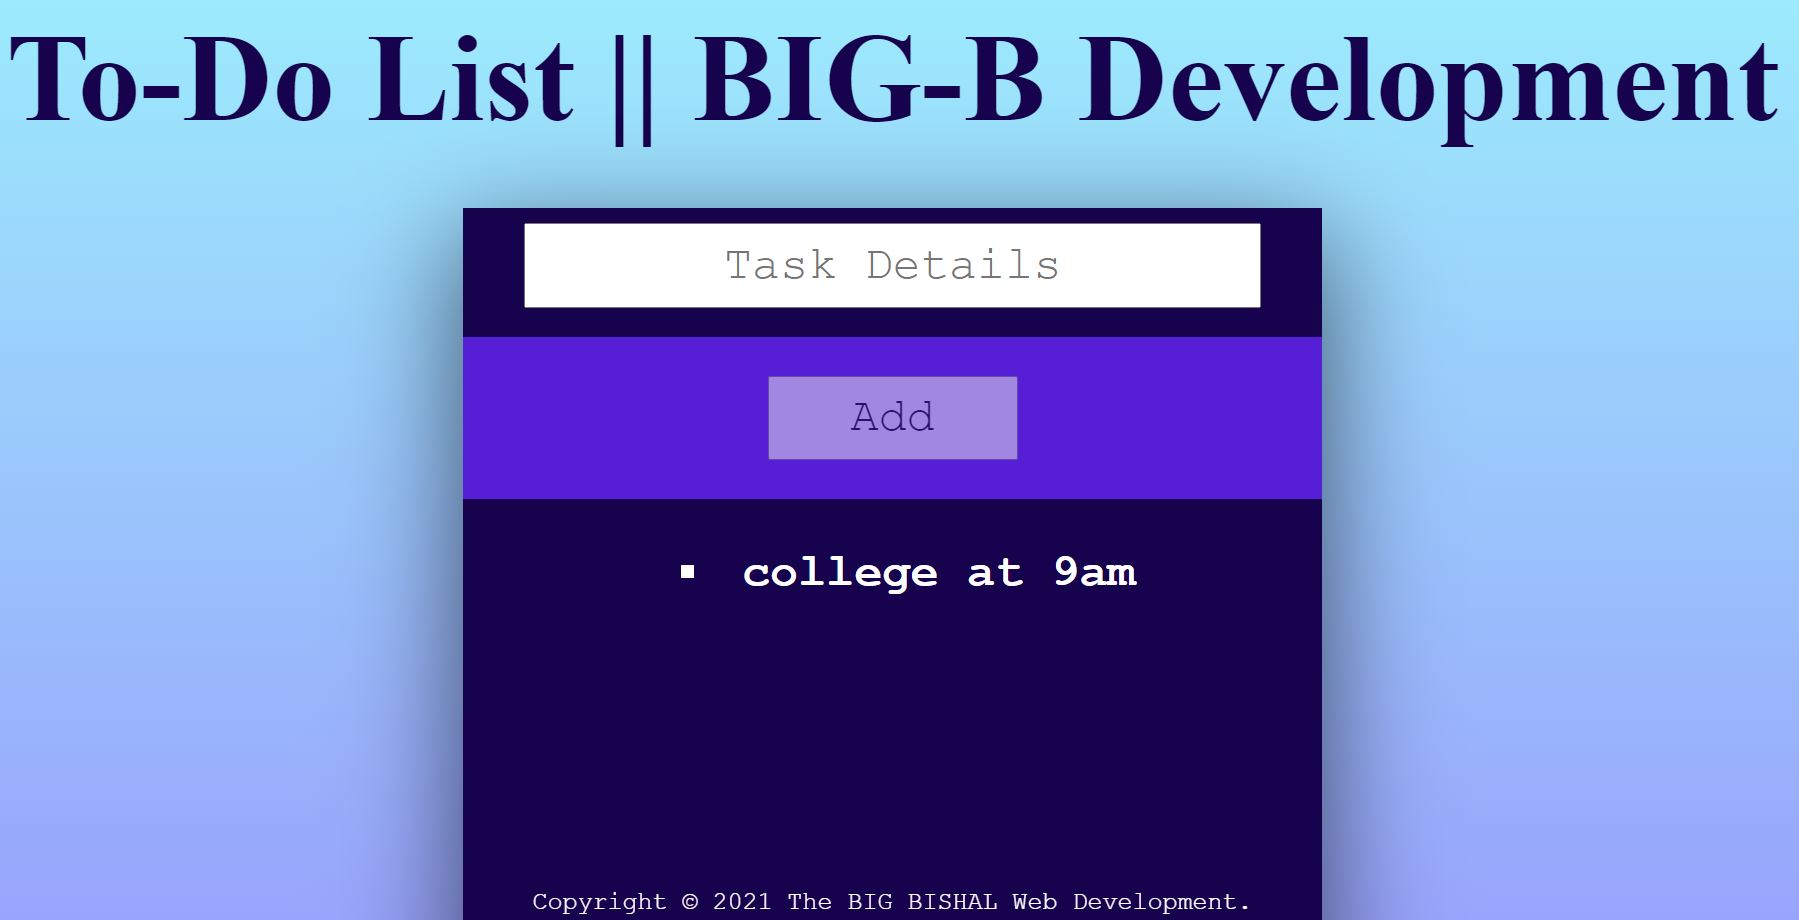 To-Do List || BIG-B Development
Task Details
Add
college at 9am
Copyright © 2021 The BIG BISHAL Web Development.